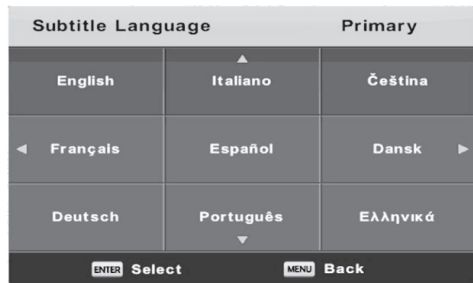 Subtitle Language Primary
English Italiano Čeština
Français Español Dansk
Deutsch Português Ελληνικά
ENTER Select MENU Back